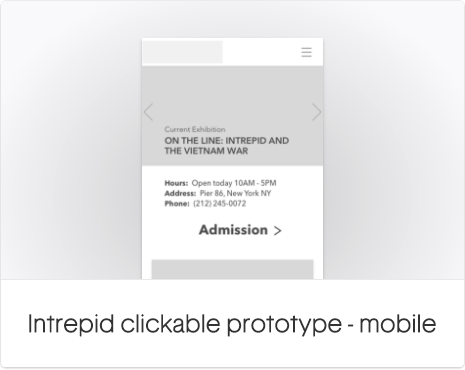 Current Exhibition
ON THE LINE: INTREPID AND
THE VIETNAM WAR
Hours: Open today 10AM - 5PM
Address: Pier 86, New York NY
Phone: (212) 245-0072
Admission >
Intrepid clickable prototype - mobile